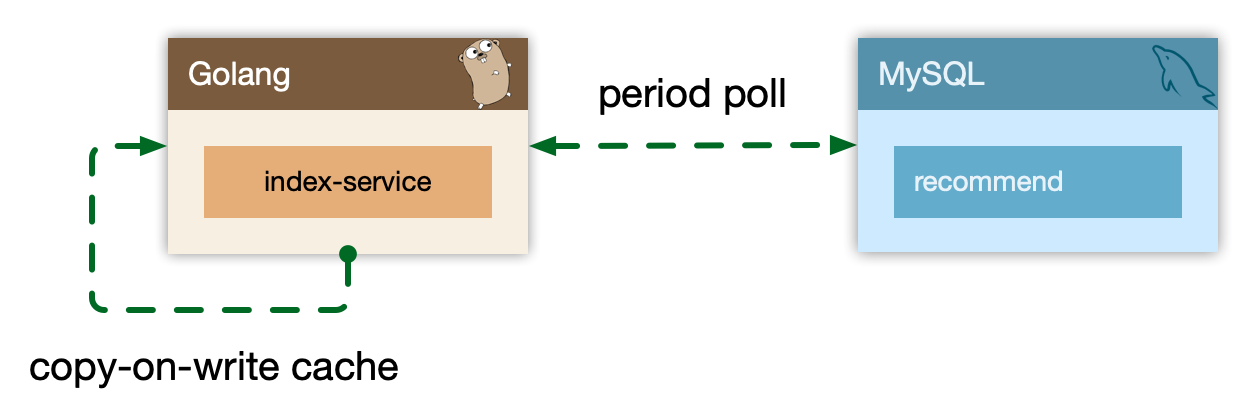 Golang
MySQL
period poll
index-service
recommend
copy-on-write cache